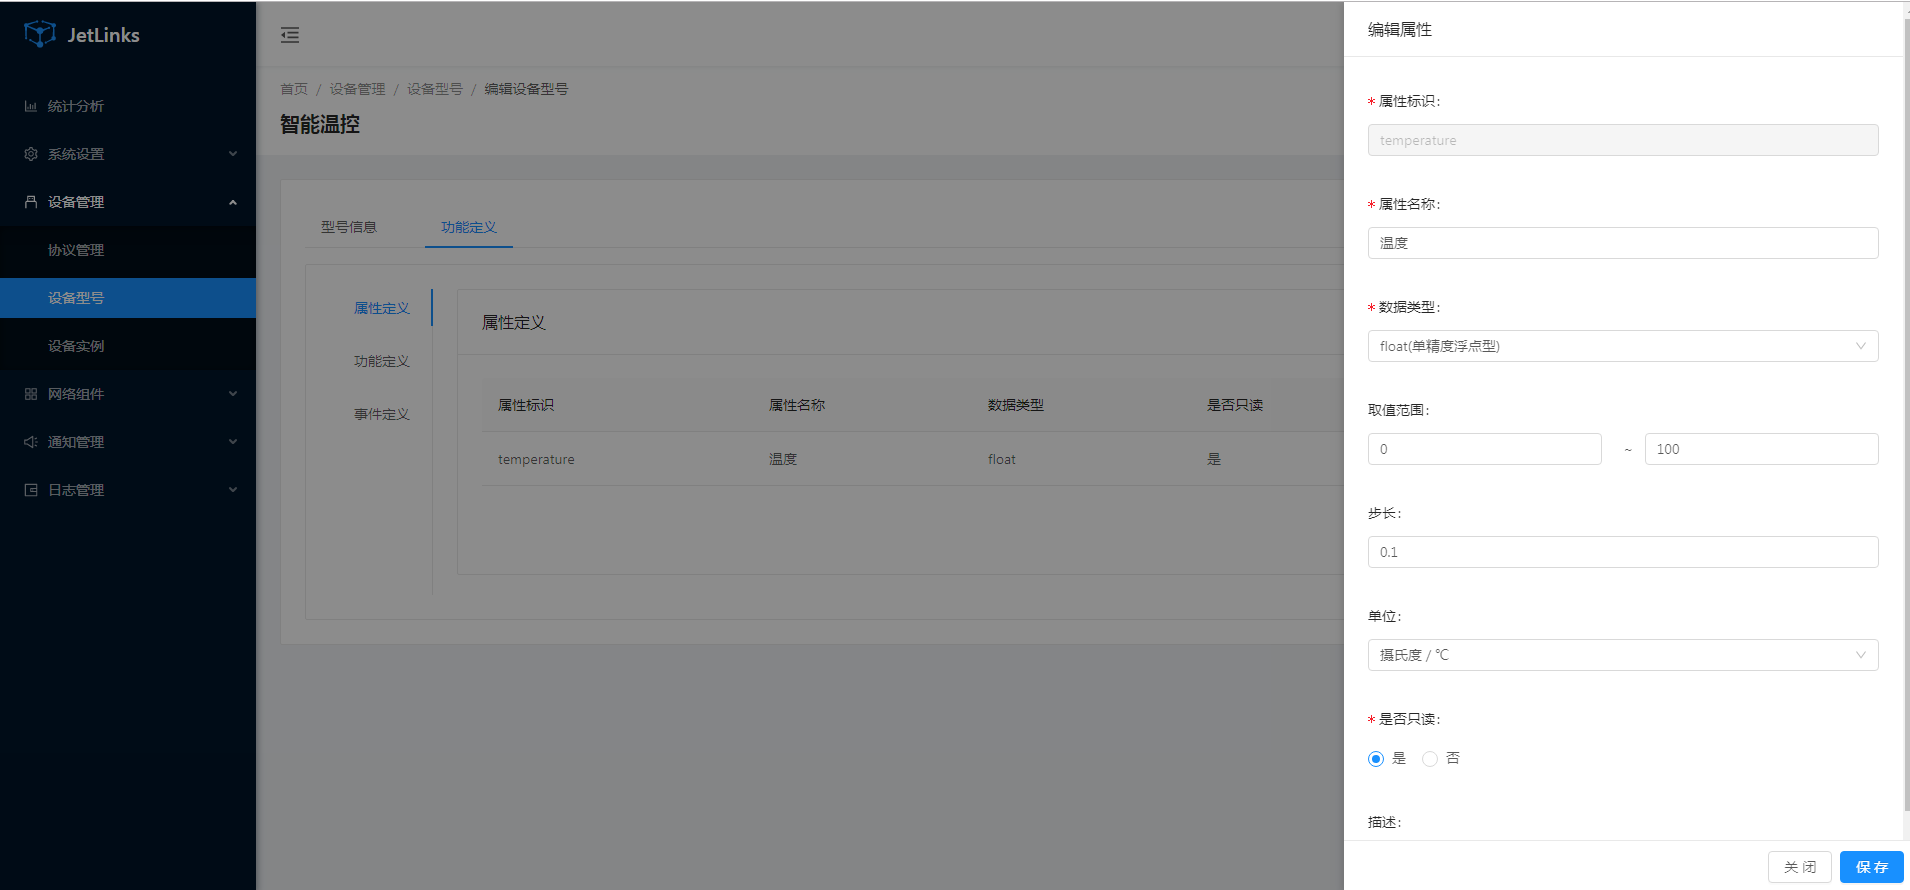 JetLinks
统计分析
系统设置
设备管理
协议管理
设备型号
设备实例
网络组件
通知管理
日志管理
首页 / 设备管理 / 设备型号 / 编辑设备型号
智能温控
型号信息 功能定义
属性定义
功能定义
事件定义
属性定义
属性标识 属性名称 数据类型 是否只读
temperature 温度 float 是
编辑属性
* 属性标识:
temperature
* 属性名称:
温度
* 数据类型:
float(单精度浮点型)
取值范围:
0 ~ 100
步长:
0.1
单位:
摄氏度 / ℃
* 是否只读:
是 否
描述:
关 闭 保 存